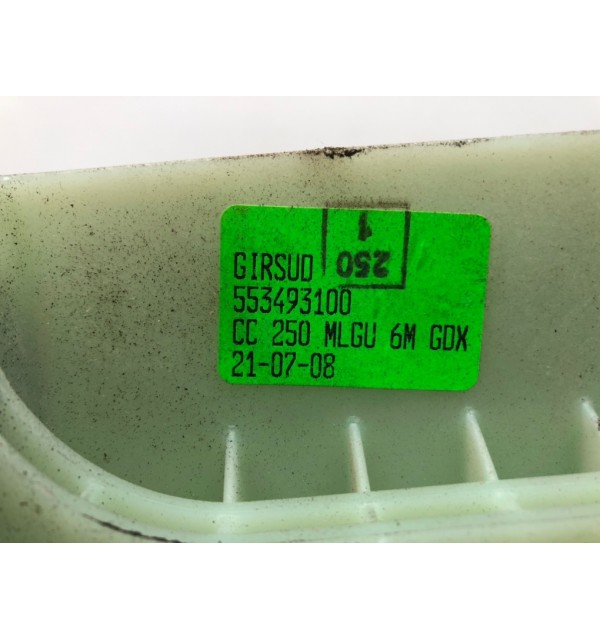 GIRSUD
250
1
553493100
CC 250 MLGU 6M GDX
21-07-08